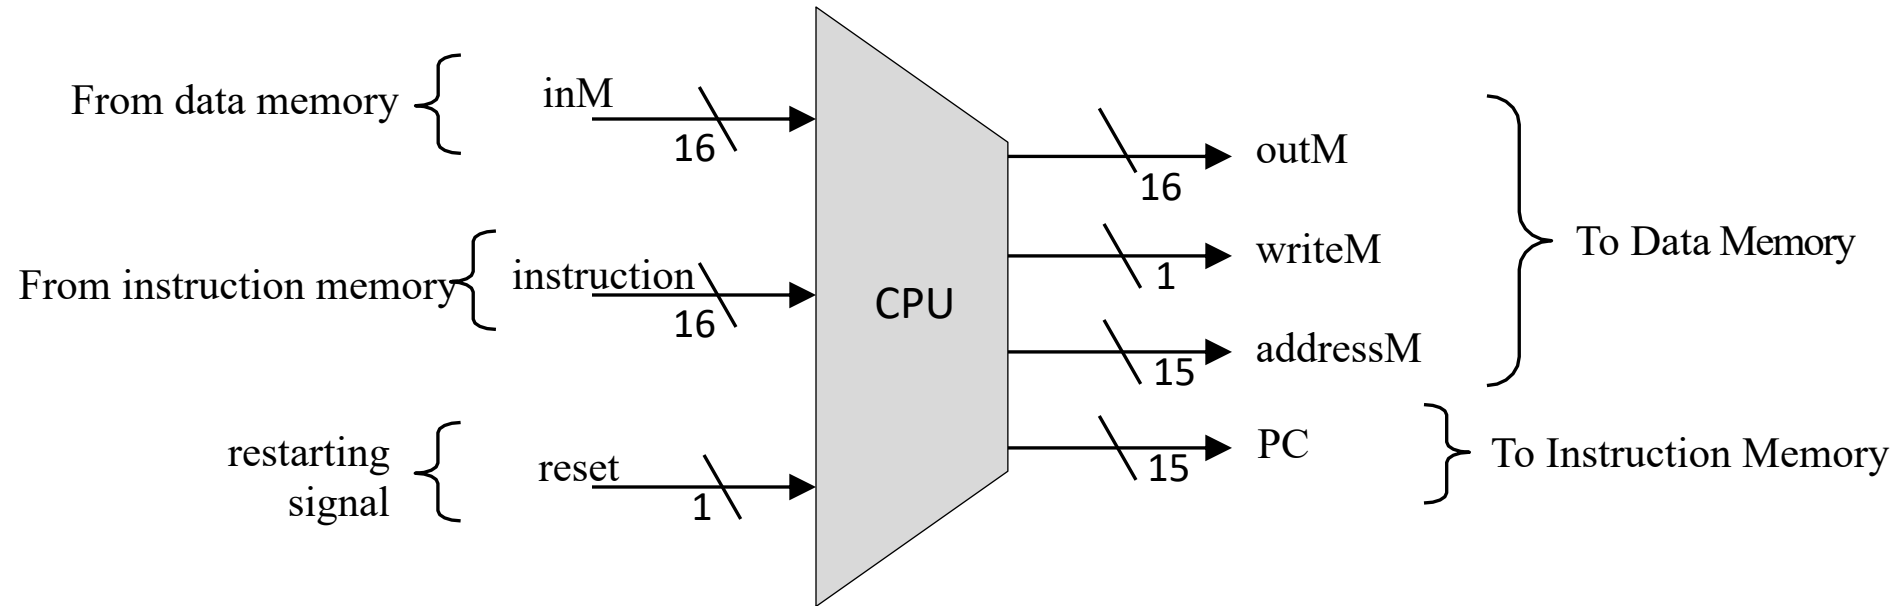 From data memory
inM
16
From instruction memory
instruction
16
restarting
signal
reset
1
CPU
outM
16
writeM
1
addressM
15
To Data Memory
PC
15
To Instruction Memory